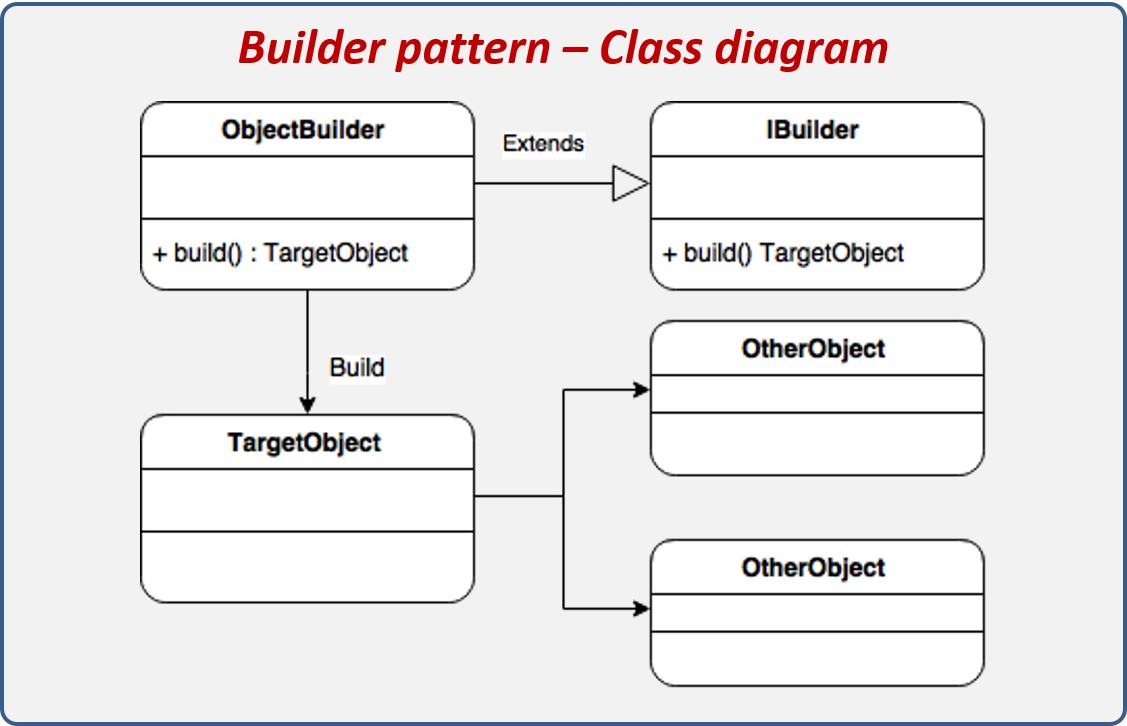 Builder pattern – Class diagram
ObjectBuilder
+ build() : TargetObject
Extends
IBuilder
+ build() TargetObject
Build
TargetObject
OtherObject
OtherObject